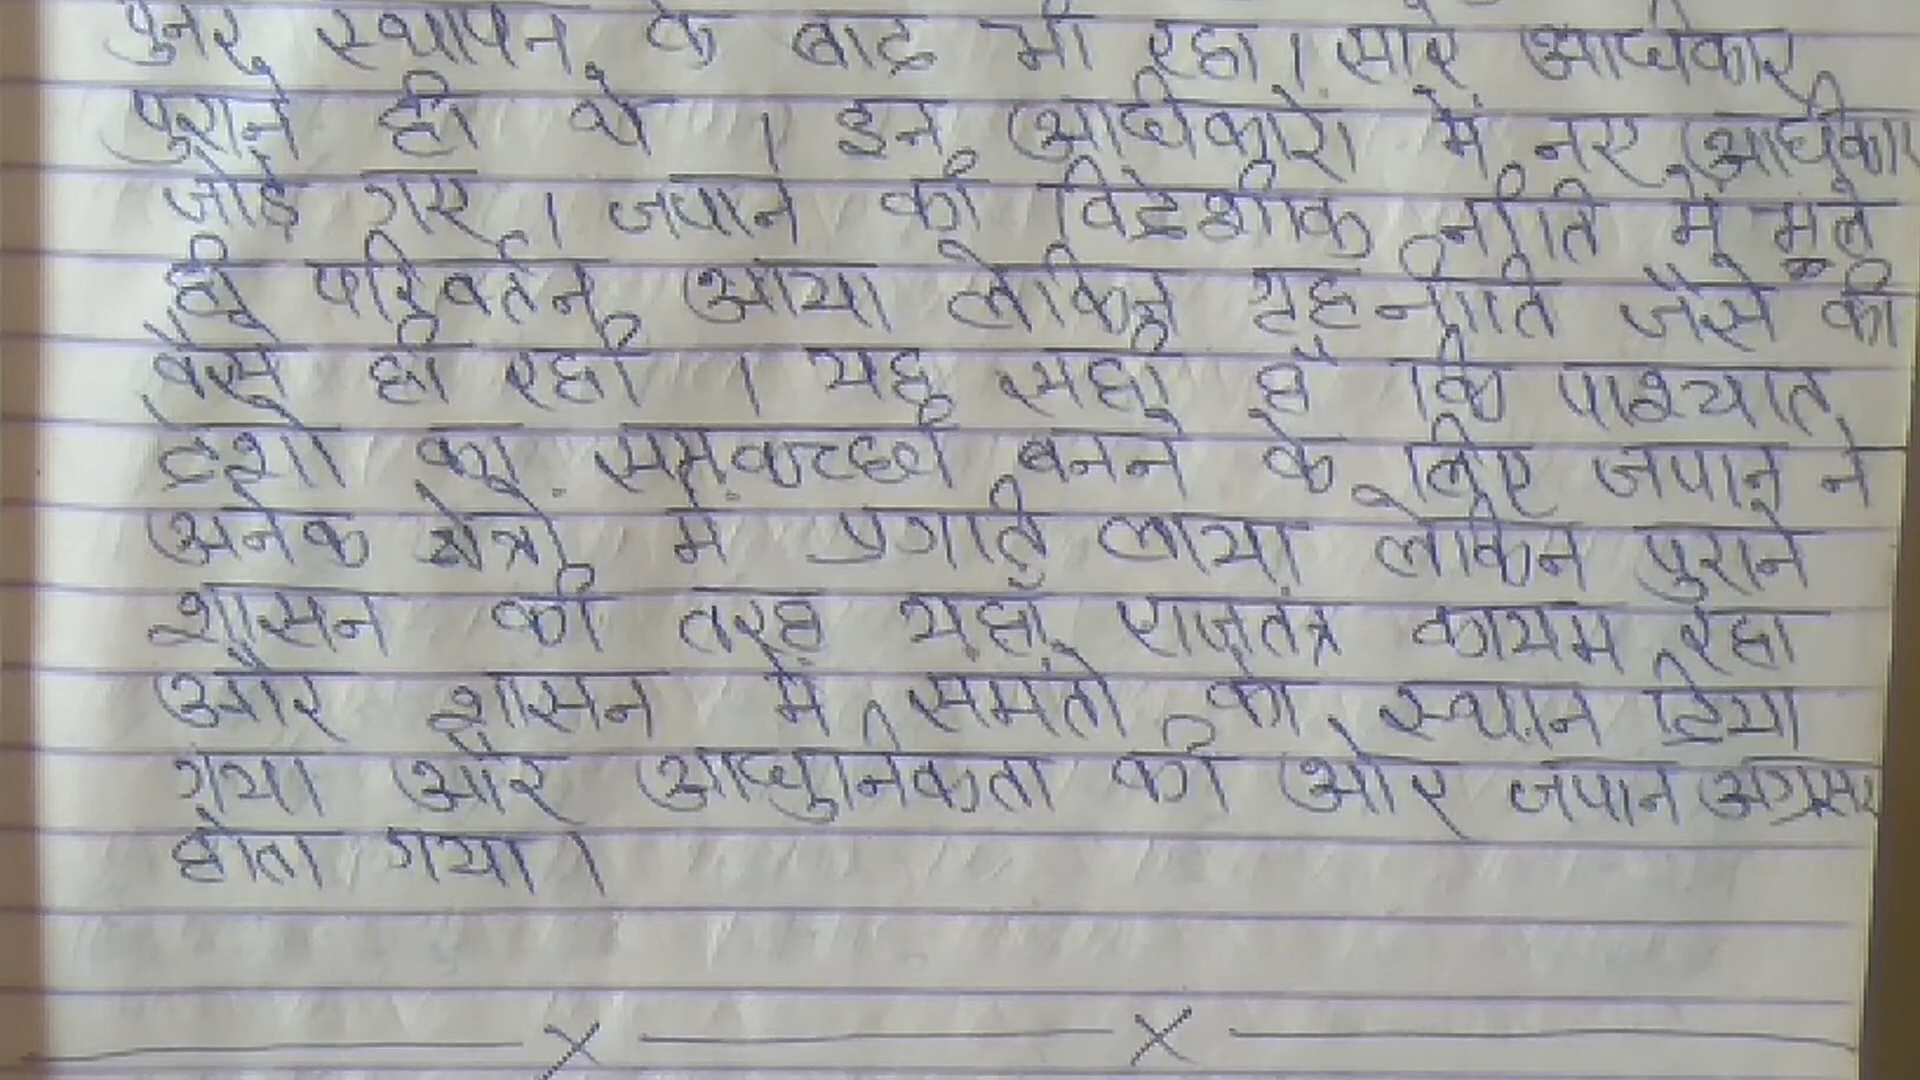 पुनर स्थापन के बाद भी रहा। सारे अधिकार
पुराने ही थे। इन अधिकारों में नए अधिकार
जोड़े गए। जपान की विदेशीक नीति में मूल
ही परिवर्तन आया लेकिन गृह नीति जैसे की
वैसे ही रही। यह सही है कि पाश्यात
देशो का समकच्छी बनने के लिए जपान ने
अनेक क्षेत्रो में प्रगति लाया लेकिन पुराने
शासन की तरह यहाँ राजतंत्र कायम रहा
और शासन में समंतो को स्थान दिया
गया और आधुनिकता की ओर जपान अग्रसर
होता गया।